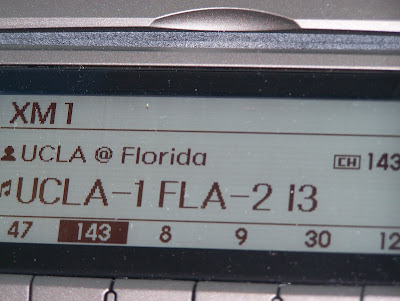 XM1
UCLA @ Florida CH 143
UCLA-1 FLA-2 i3
47 143 8 9 30 12